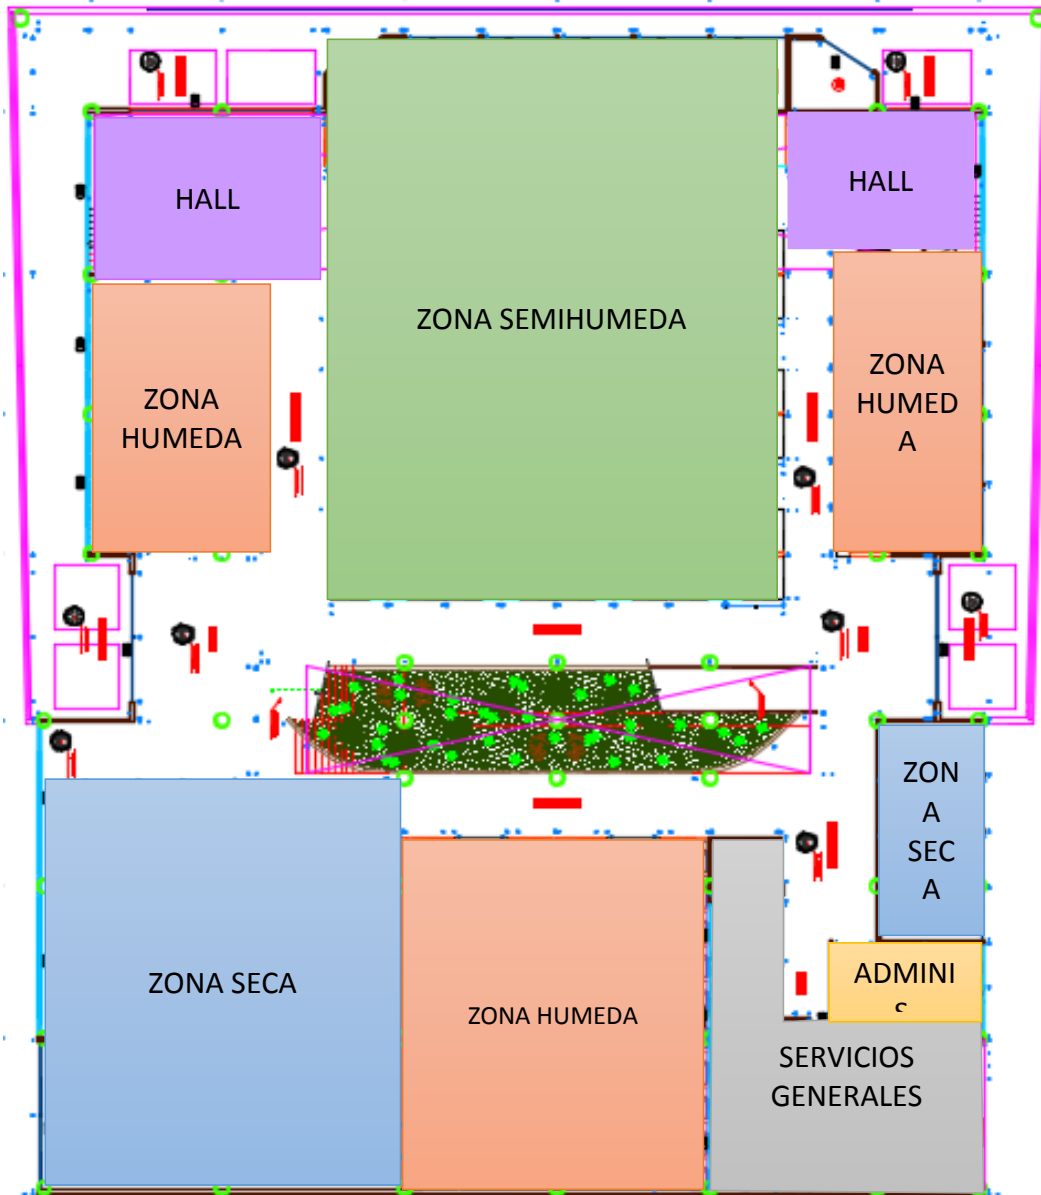 HALL
HALL
ZONA SEMIHUMEDA
ZONA
HUMEDA
ZONA
HUMED
A
ZON
A
SEC
A
ZONA SECA
ZONA HUMEDA
ADMINI
S
SERVICIOS
GENERALES